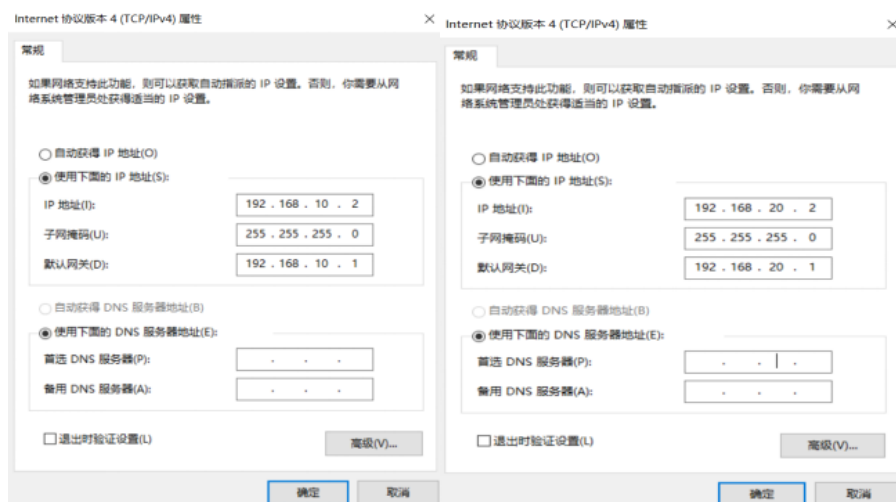 Internet 协议版本 4 (TCP/IPv4) 属性
常规
如果网络支持此功能，则可以获取自动指派的 IP 设置。否则，你需要从网
络系统管理员处获得适当的 IP 设置。
自动获得 IP 地址(O)
使用下面的 IP 地址(S):
IP 地址(I): 192 . 168 . 10 . 2
子网掩码(U): 255 . 255 . 255 . 0
默认网关(D): 192 . 168 . 10 . 1
自动获得 DNS 服务器地址(B)
使用下面的 DNS 服务器地址(E):
首选 DNS 服务器(P): . . .
备用 DNS 服务器(A): . . .
退出时验证设置(L)
高级(V)...
确定 取消
Internet 协议版本 4 (TCP/IPv4) 属性
常规
如果网络支持此功能，则可以获取自动指派的 IP 设置。否则，你需要从网
络系统管理员处获得适当的 IP 设置。
自动获得 IP 地址(O)
使用下面的 IP 地址(S):
IP 地址(I): 192 . 168 . 20 . 2
子网掩码(U): 255 . 255 . 255 . 0
默认网关(D): 192 . 168 . 20 . 1
自动获得 DNS 服务器地址(B)
使用下面的 DNS 服务器地址(E):
首选 DNS 服务器(P): . . .
备用 DNS 服务器(A): . . .
退出时验证设置(L)
高级(V)...
确定 取消